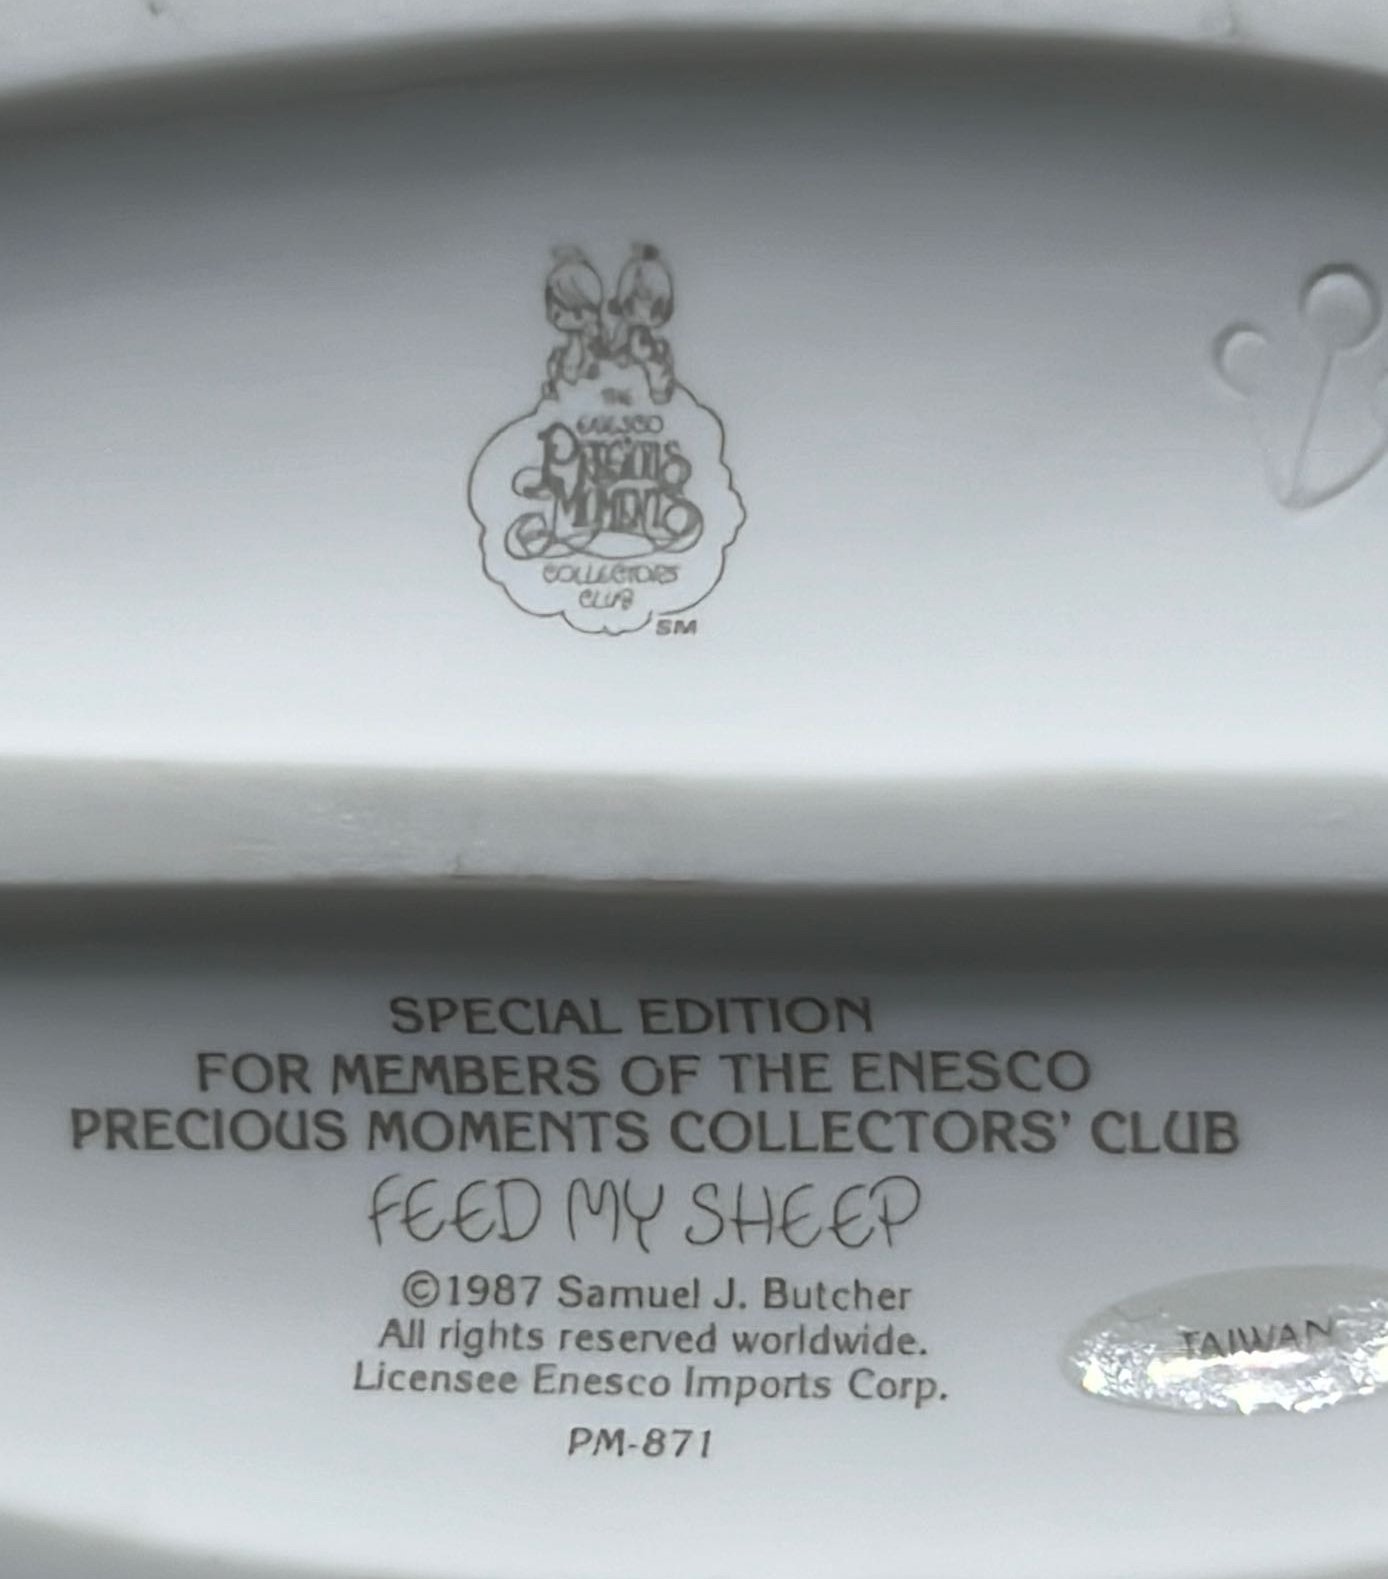 THE
ENESCO
PRECIOUS
MOMENTS
COLLECTORS
CLUB
SM
SPECIAL EDITION
FOR MEMBERS OF THE ENESCO
PRECIOUS MOMENTS COLLECTORS' CLUB
FEED MY SHEEP
©1987 Samuel J. Butcher
All rights reserved worldwide.
Licensee Enesco Imports Corp.
TAIWAN
PM-871